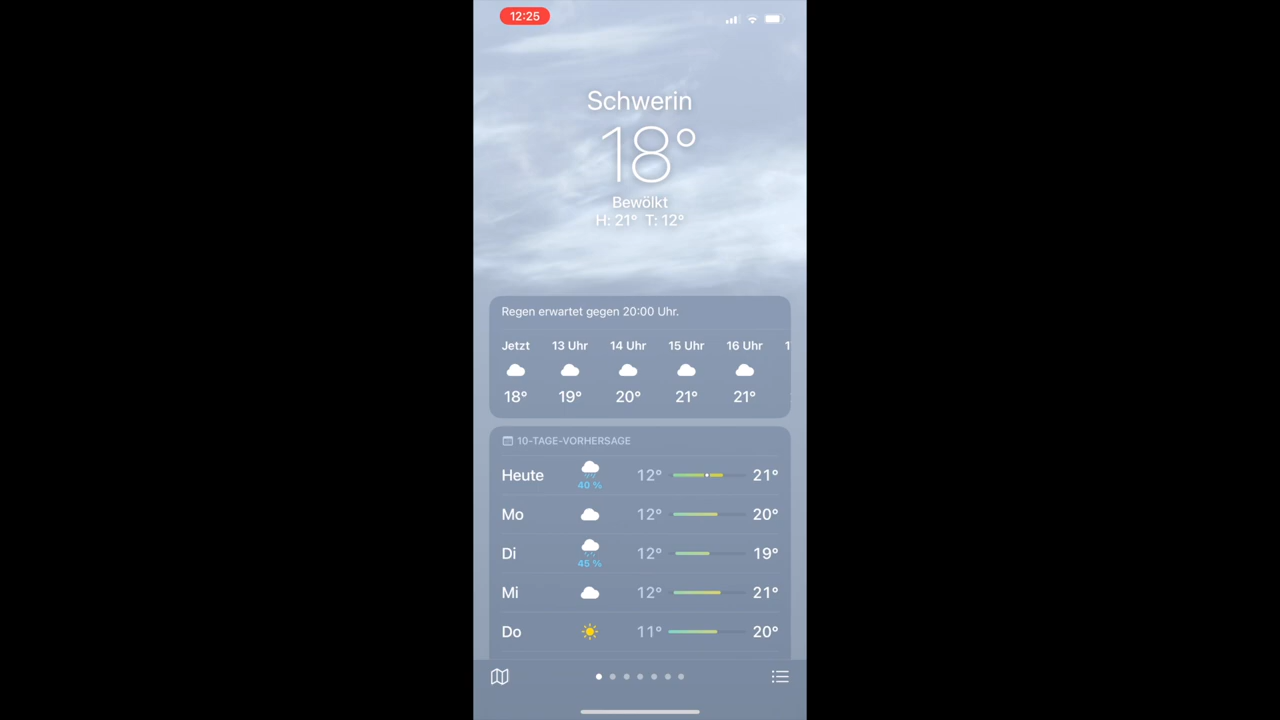 12:25
Schwerin
18°
Bewölkt
H: 21° T: 12°
Regen erwartet gegen 20:00 Uhr.
Jetzt 13 Uhr 14 Uhr 15 Uhr 16 Uhr 1
18° 19° 20° 21° 21°
10-TAGE-VORHERSAGE
Heute 40 % 12° 21°
Mo 12° 20°
Di 45 % 12° 19°
Mi 12° 21°
Do 11° 20°